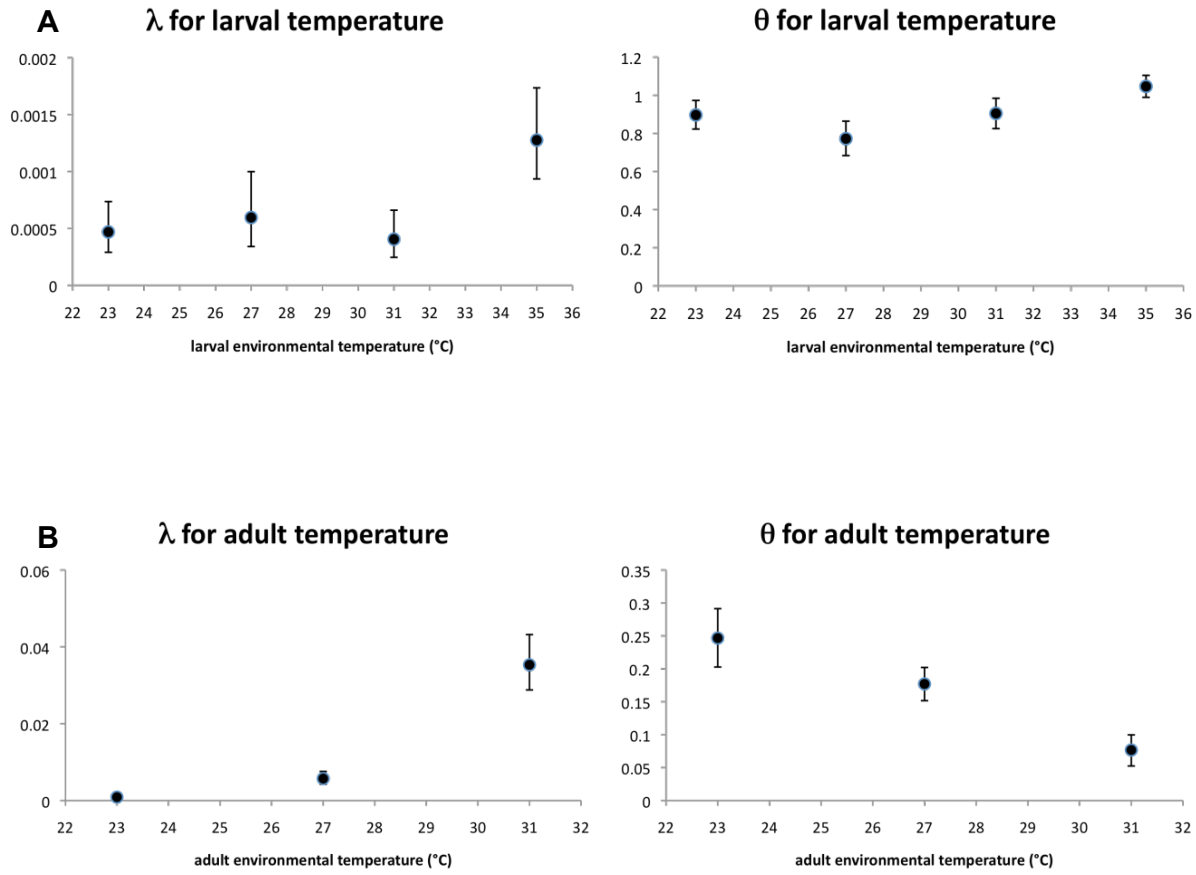 A
λ for larval temperature
0.002
0.0015
0.001
0.0005
0
22 23 24 25 26 27 28 29 30 31 32 33 34 35 36
larval environmental temperature (°C)
θ for larval temperature
1.2
1
0.8
0.6
0.4
0.2
0
22 23 24 25 26 27 28 29 30 31 32 33 34 35 36
larval environmental temperature (°C)
B
λ for adult temperature
0.06
0.04
0.02
0
22 23 24 25 26 27 28 29 30 31 32
adult environmental temperature (°C)
θ for adult temperature
0.35
0.3
0.25
0.2
0.15
0.1
0.05
0
22 23 24 25 26 27 28 29 30 31 32
adult environmental temperature (°C)